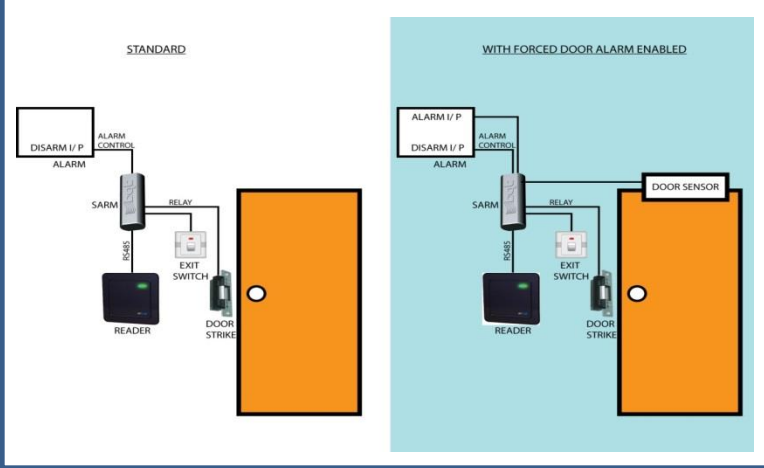 STANDARD
DISARM I/ P
ALARM
CONTROL
ALARM
SARM
RELAY
RS485
EXIT
SWITCH
READER
DOOR
STRIKE
WITH FORCED DOOR ALARM ENABLED
ALARM I/ P
DISARM I/ P
ALARM
CONTROL
ALARM
DOOR SENSOR
SARM
RELAY
RS485
EXIT
SWITCH
READER
DOOR
STRIKE